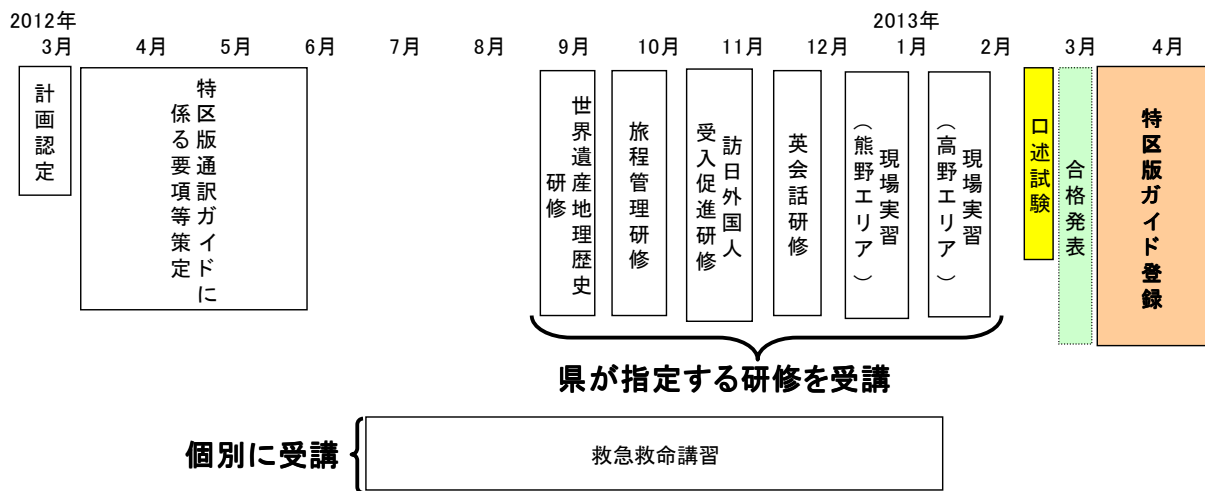 2012年
2013年
3月
4月
5月
6月
7月
8月
9月
10月
11月
12月
1月
2月
3月
4月
計画認定
特区版通訳ガイドに
係る要項等策定
世界遺産地理歴史
研修
旅程管理研修
訪日外国人
受入促進研修
英会話研修
現場実習
（熊野エリア）
現場実習
（高野エリア）
口述試験
合格発表
特区版ガイド登録
県が指定する研修を受講
個別に受講
救急救命講習